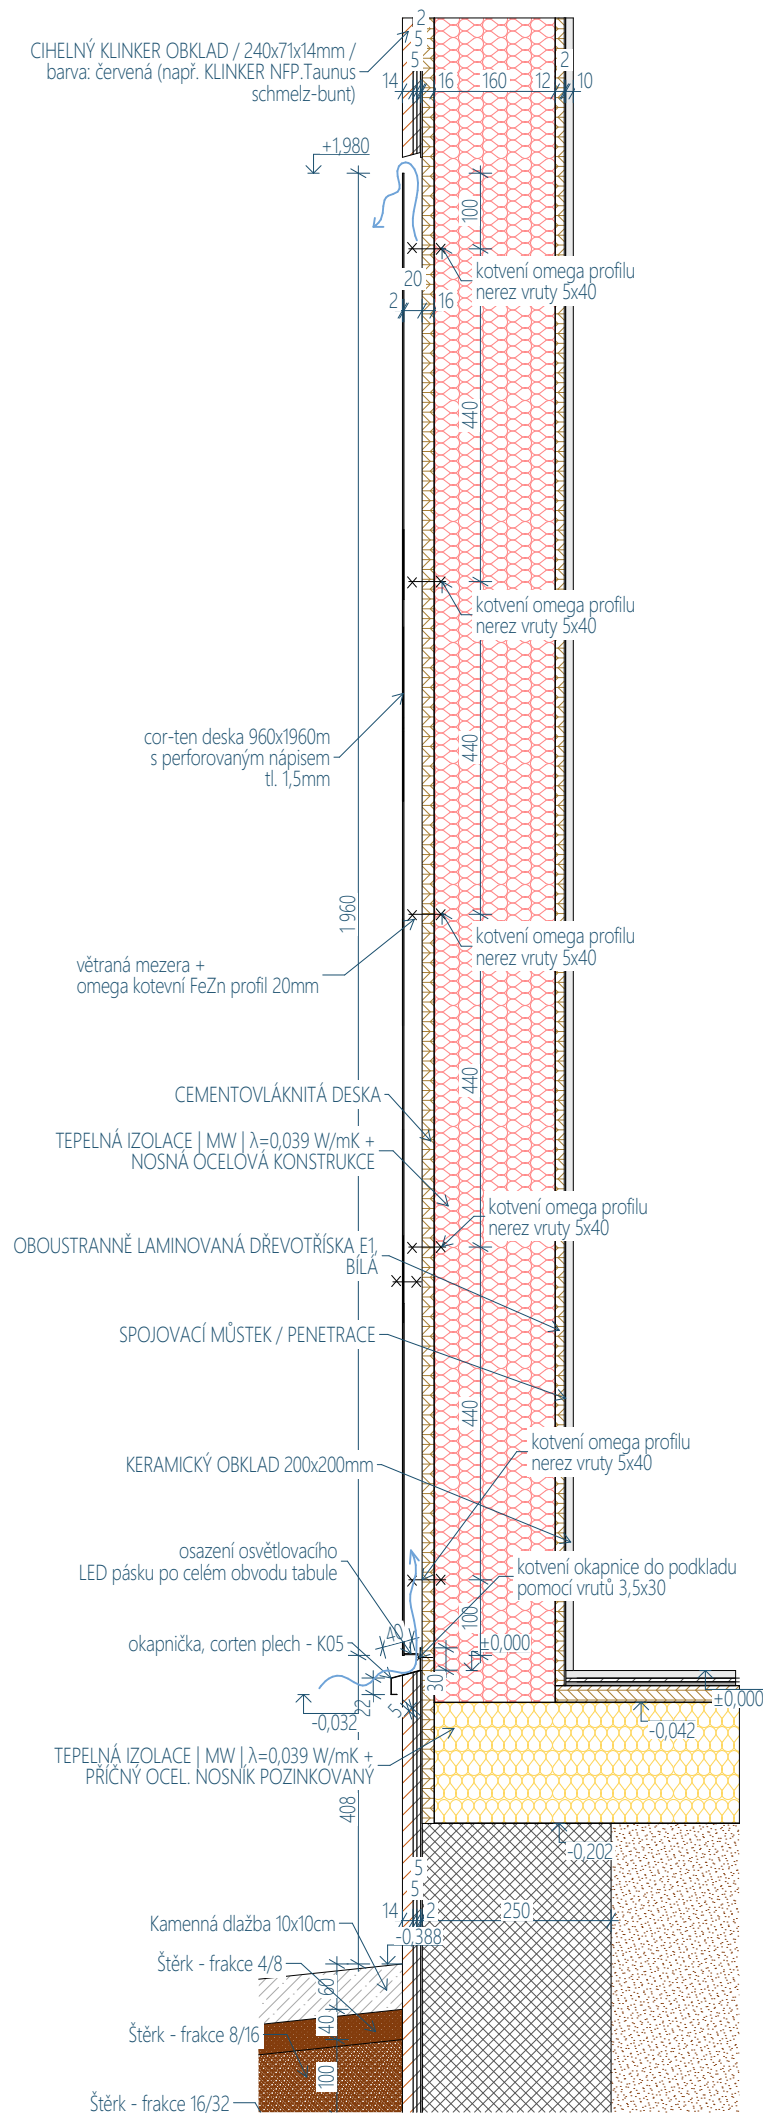 2
5
5
CIHELNÝ KLINKER OBKLAD / 240x71x14mm /
barva: červená (např. KLINKER NFP.Taunus
schmelz-bunt)
14
16
160
12
2
10
+1,980
100
kotvení omega profilu
nerez vruty 5x40
20
2
16
440
kotvení omega profilu
nerez vruty 5x40
cor-ten deska 960x1960m
s perforovaným nápisem
tl. 1,5mm
440
1 960
kotvení omega profilu
nerez vruty 5x40
větraná mezera +
omega kotevní FeZn profil 20mm
440
CEMENTOVLÁKNITÁ DESKA
TEPELNÁ IZOLACE | MW | λ=0,039 W/mK +
NOSNÁ OCELOVÁ KONSTRUKCE
kotvení omega profilu
nerez vruty 5x40
OBOUSTRANNĚ LAMINOVANÁ DŘEVOTŘÍSKA E1,
BÍLÁ
SPOJOVACÍ MŮSTEK / PENETRACE
440
kotvení omega profilu
nerez vruty 5x40
KERAMICKÝ OBKLAD 200x200mm
osazení osvětlovacího
LED pásku po celém obvodu tabule
kotvení okapnice do podkladu
pomocí vrutů 3,5x30
100
40
okapnička, corten plech - K05
±0,000
30
22
5
-0,032
±0,000
-0,042
TEPELNÁ IZOLACE | MW | λ=0,039 W/mK +
PŘÍČNÝ OCEL. NOSNÍK POZINKOVANÝ
408
-0,202
5
5
14
2
250
Kamenná dlažba 10x10cm
-0,388
Štěrk - frakce 4/8
60
40
Štěrk - frakce 8/16
100
Štěrk - frakce 16/32